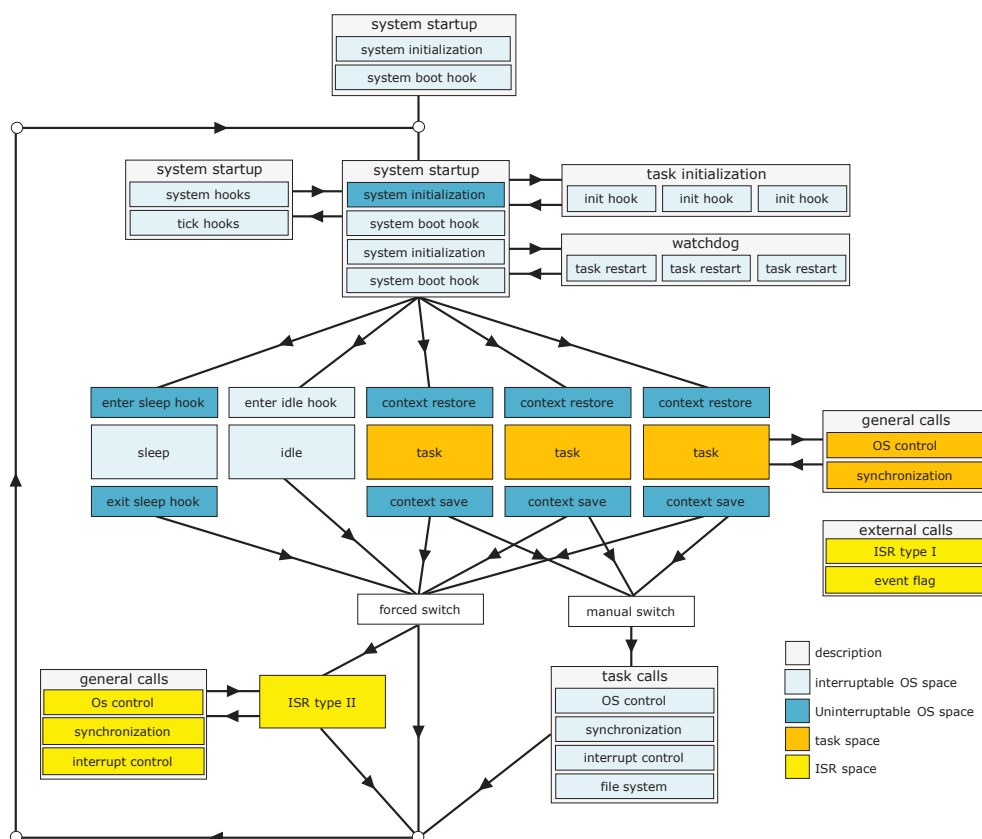 system startup
system initialization
system boot hook
system startup
system hooks
tick hooks
system startup
system initialization
system boot hook
system initialization
system boot hook
task initialization
init hook
init hook
init hook
watchdog
task restart
task restart
task restart
enter sleep hook
enter idle hook
context restore
context restore
context restore
sleep
idle
task
task
task
exit sleep hook
context save
context save
context save
general calls
OS control
synchronization
external calls
ISR type I
event flag
forced switch
manual switch
general calls
Os control
synchronization
interrupt control
ISR type II
task calls
OS control
synchronization
interrupt control
file system
description
interruptable OS space
Uninterruptable OS space
task space
ISR space